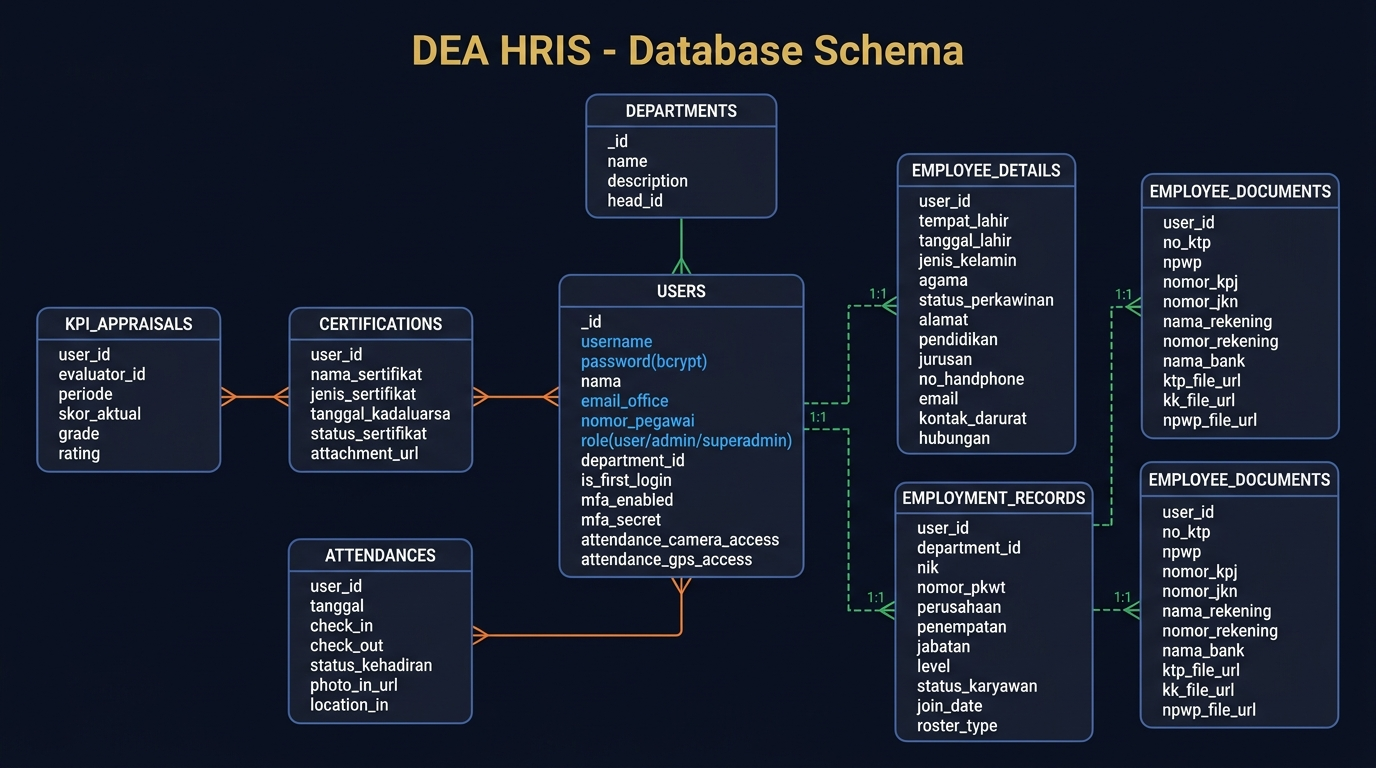 DEA HRIS - Database Schema
DEPARTMENTS
_id
name
description
head_id
KPI_APPRAISALS
user_id
evaluator_id
periode
skor_aktual
grade
rating
CERTIFICATIONS
user_id
nama_sertifikat
jenis_sertifikat
tanggal_kadaluarsa
status_sertifikat
attachment_url
ATTENDANCES
user_id
tanggal
check_in
check_out
status_kehadiran
photo_in_url
location_in
USERS
_id
username
password(bcrypt)
nama
email_office
nomor_pegawai
role(user/admin/superadmin)
department_id
is_first_login
mfa_enabled
mfa_secret
attendance_camera_access
attendance_gps_access
1:1
1:1
1:1
EMPLOYEE_DETAILS
user_id
tempat_lahir
tanggal_lahir
jenis_kelamin
agama
status_perkawinan
alamat
pendidikan
jurusan
no_handphone
email
kontak_darurat
hubungan
EMPLOYMENT_RECORDS
user_id
department_id
nik
nomor_pkwt
perusahaan
penempatan
jabatan
level
status_karyawan
join_date
roster_type
1:1
1:1
EMPLOYEE_DOCUMENTS
user_id
no_ktp
npwp
nomor_kpj
nomor_jkn
nama_rekening
nomor_rekening
nama_bank
ktp_file_url
kk_file_url
npwp_file_url
EMPLOYEE_DOCUMENTS
user_id
no_ktp
npwp
nomor_kpj
nomor_jkn
nama_rekening
nomor_rekening
nama_bank
ktp_file_url
kk_file_url
npwp_file_url